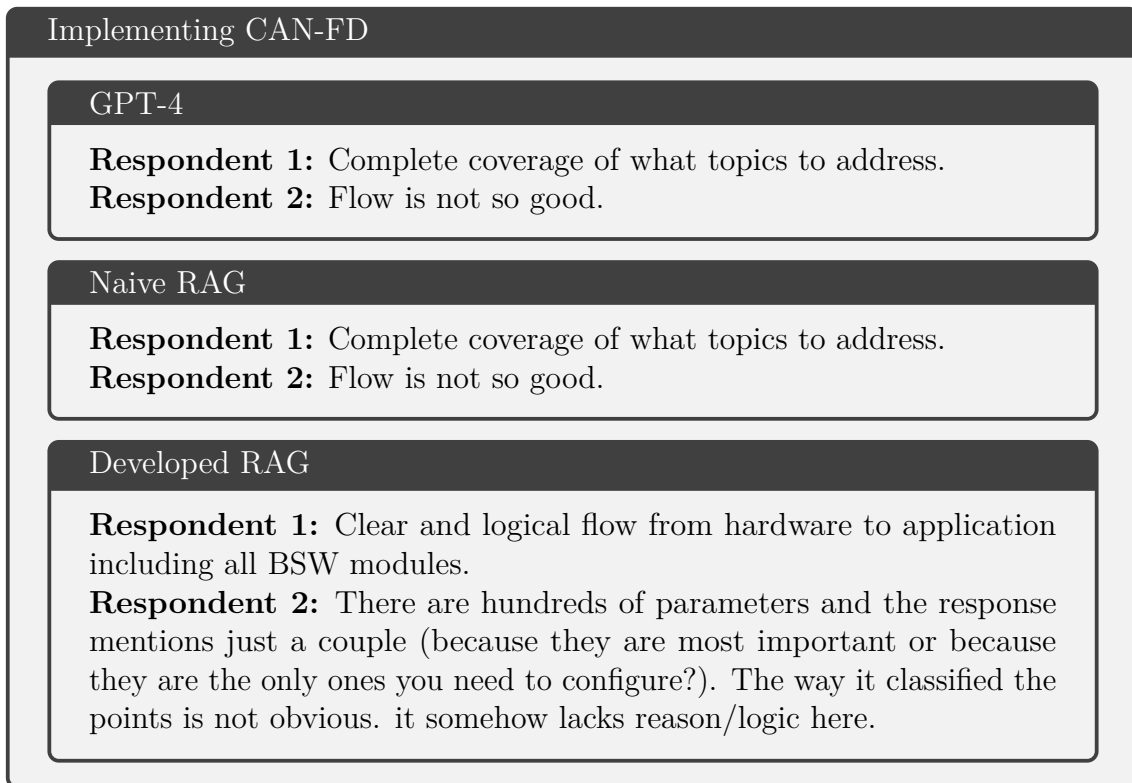 Implementing CAN-FD
GPT-4
Respondent 1: Complete coverage of what topics to address.
Respondent 2: Flow is not so good.
Naive RAG
Respondent 1: Complete coverage of what topics to address.
Respondent 2: Flow is not so good.
Developed RAG
Respondent 1: Clear and logical flow from hardware to application
including all BSW modules.
Respondent 2: There are hundreds of parameters and the response
mentions just a couple (because they are most important or because
they are the only ones you need to configure?). The way it classified the
points is not obvious. it somehow lacks reason/logic here.